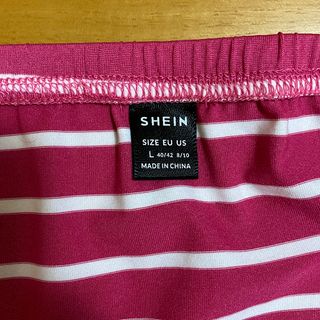 SHEIN
SIZE EU US
L 40/42 8/10
MADE IN CHINA